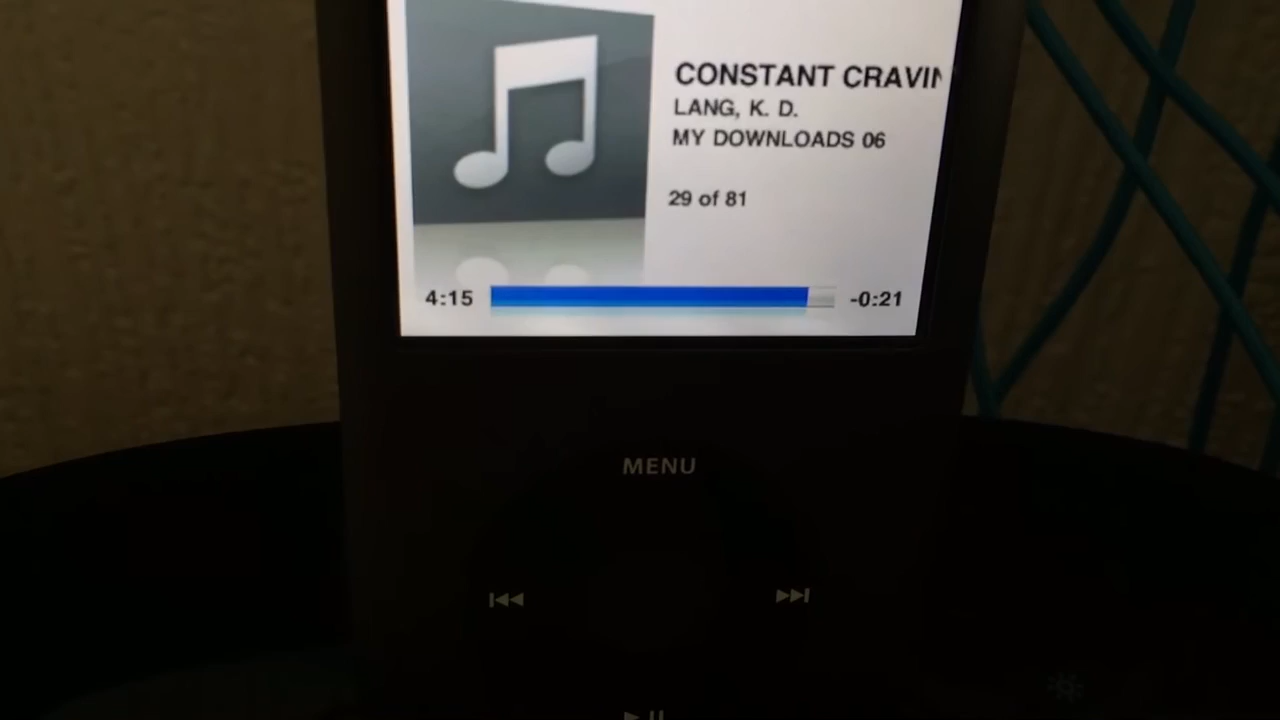 CONSTANT CRAVIN
LANG, K. D.
MY DOWNLOADS 06
29 of 81
4:15 -0:21
MENU